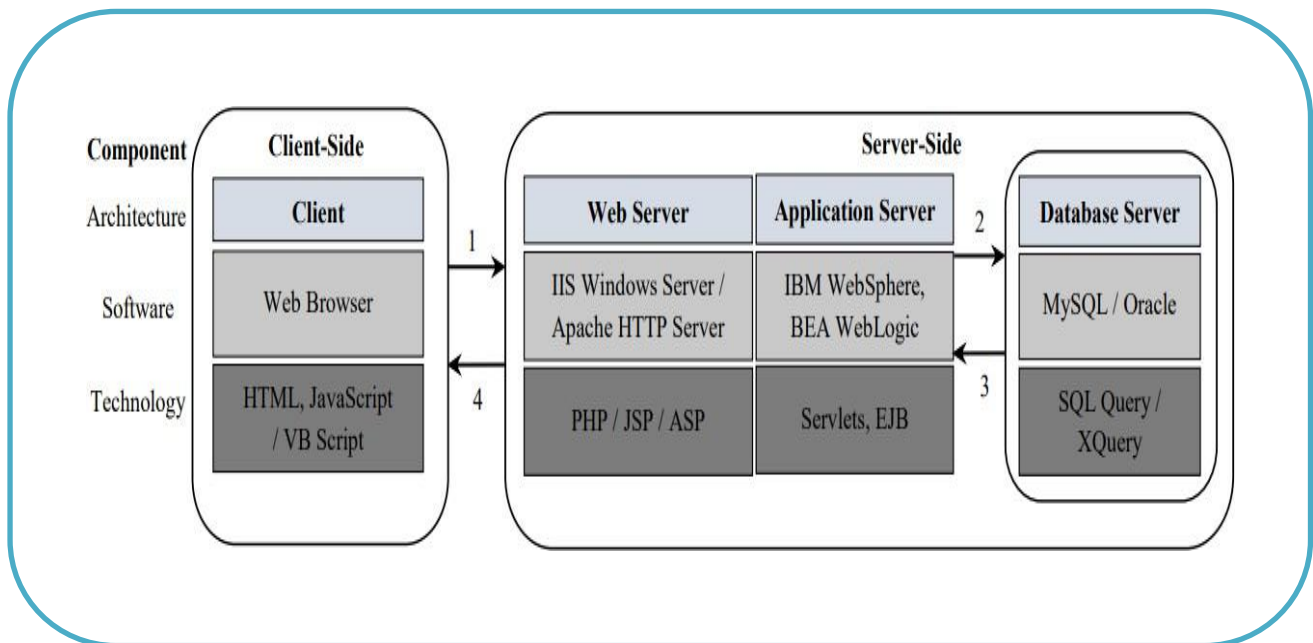 Component
Client-Side
Server-Side
Architecture
Client
Web Server
Application Server
Database Server
1
2
Software
Web Browser
IIS Windows Server /
Apache HTTP Server
IBM WebSphere,
BEA WebLogic
MySQL / Oracle
4
3
Technology
HTML, JavaScript
/ VB Script
PHP / JSP / ASP
Servlets, EJB
SQL Query /
XQuery